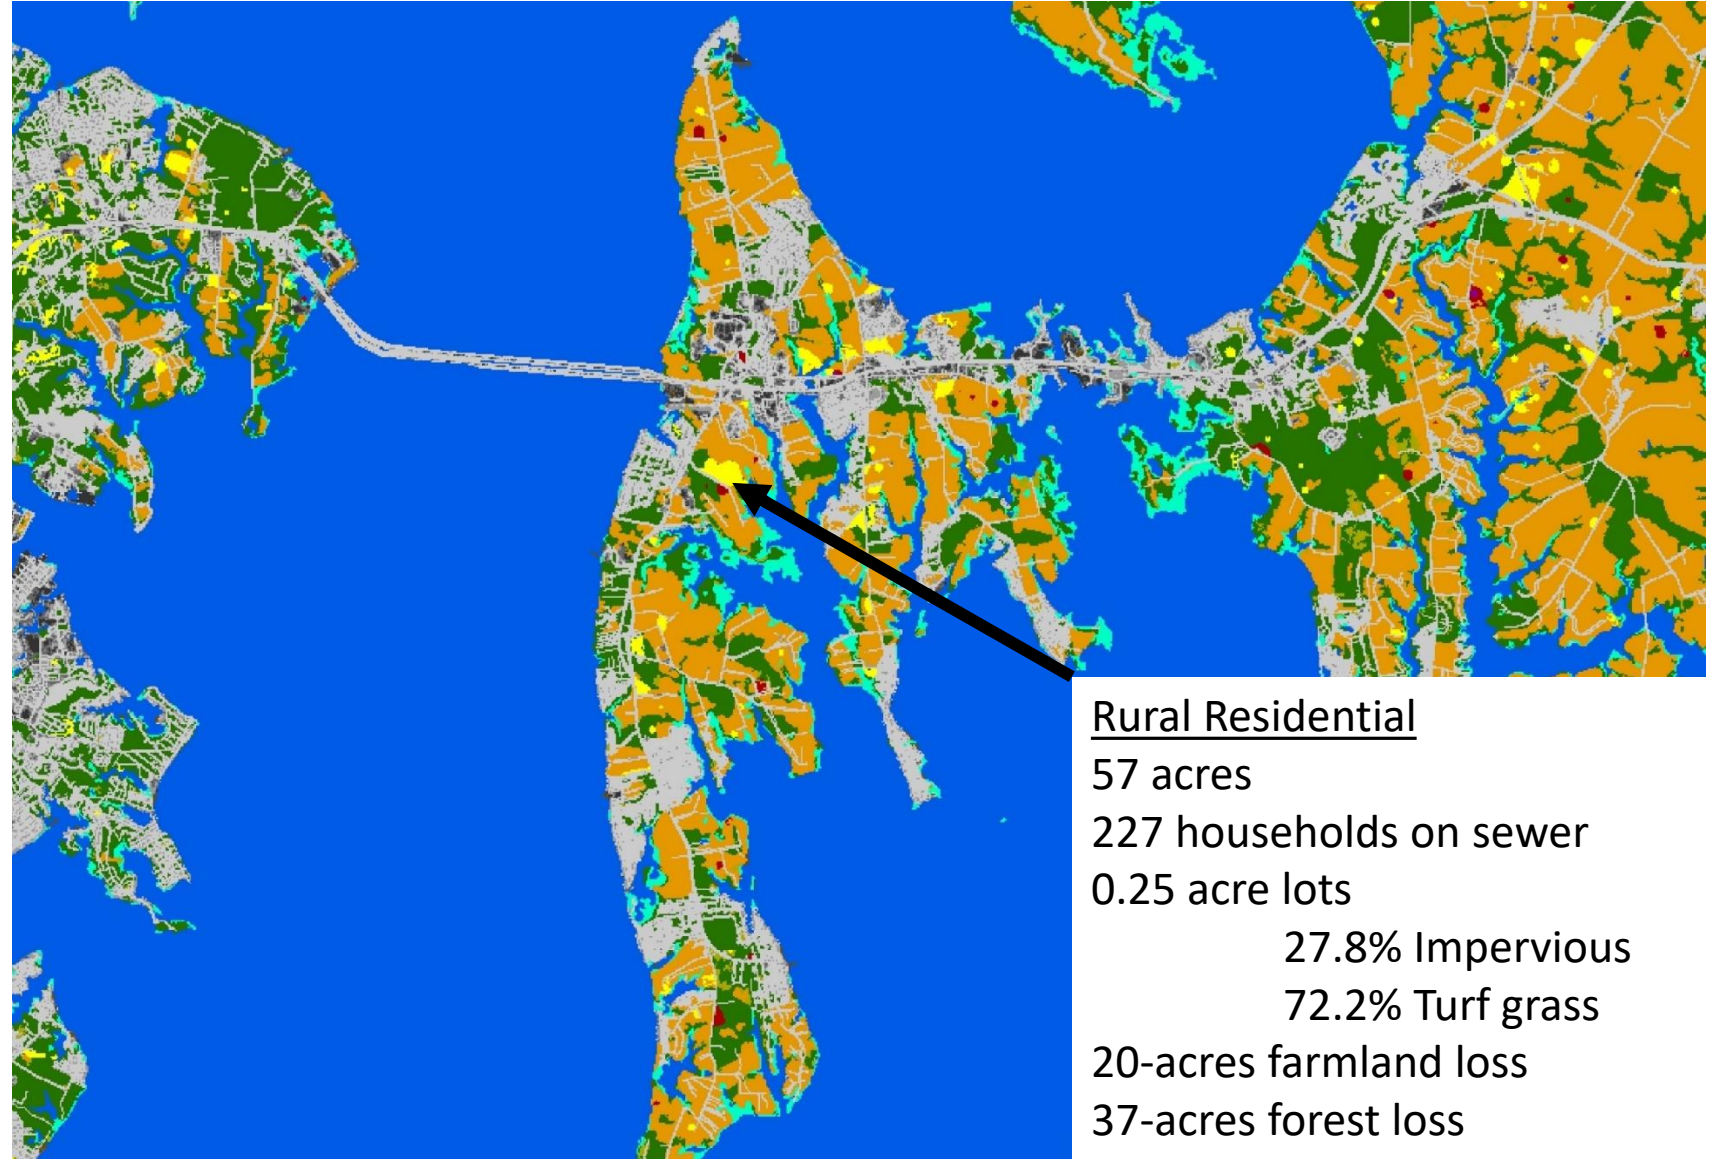 Rural Residential
57 acres
227 households on sewer
0.25 acre lots
27.8% Impervious
72.2% Turf grass
20-acres farmland loss
37-acres forest loss